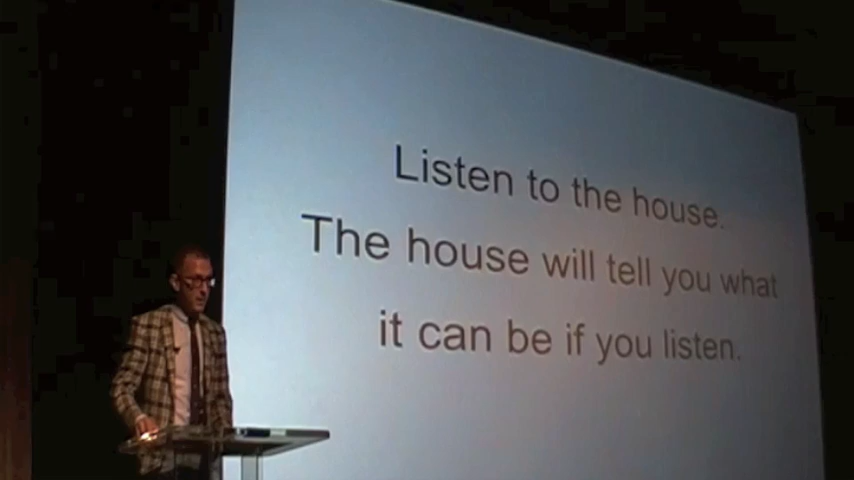 Listen to the house.
The house will tell you what
it can be if you listen.